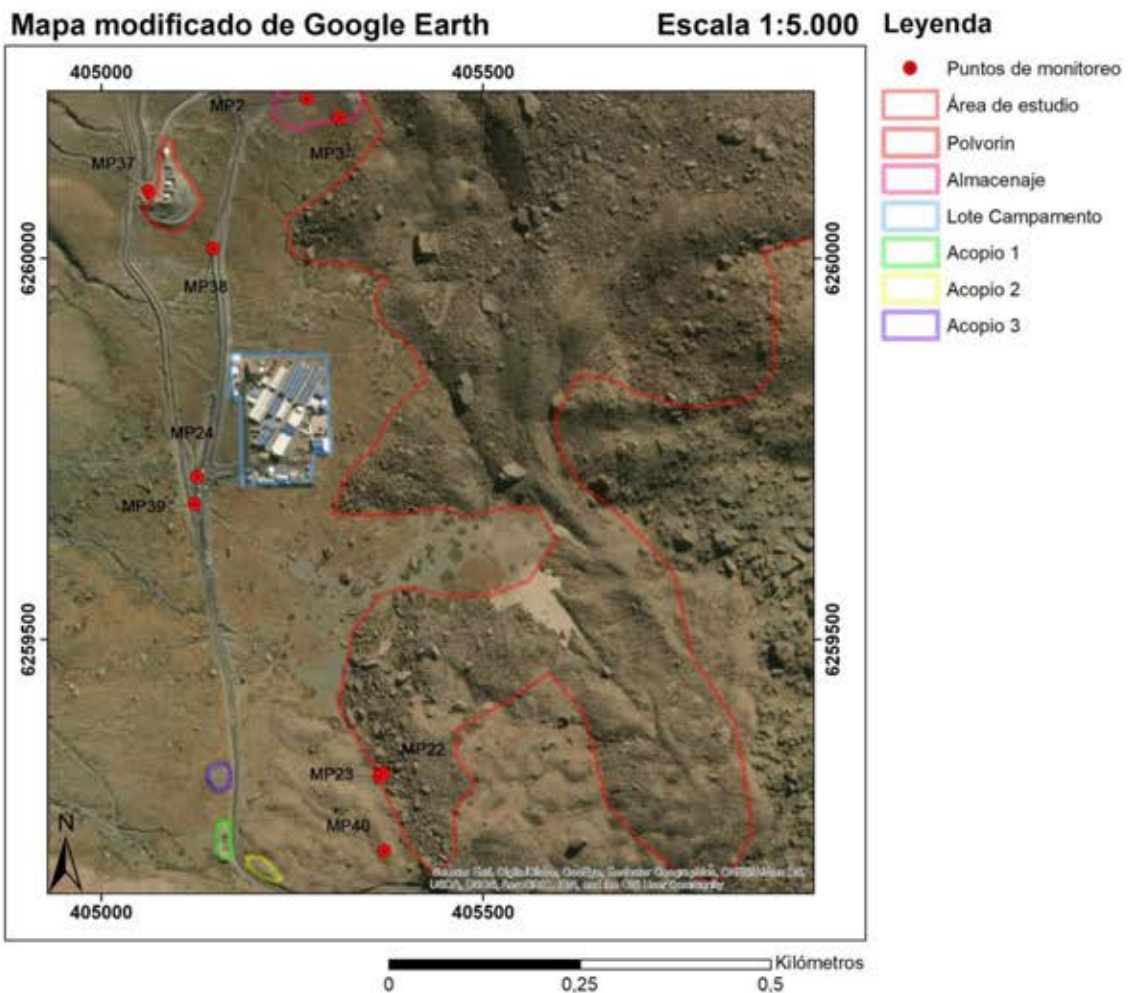 Mapa modificado de Google Earth
Escala 1:5.000
405000
405500
6260000
6259500
6260000
6259500
405000
405500
MP2
MP3
MP37
MP38
MP24
MP39
MP22
MP23
MP40
N
0
0,25
0,5
Kilómetros
Leyenda
Puntos de monitoreo
Área de estudio
Polvorin
Almacenaje
Lote Campamento
Acopio 1
Acopio 2
Acopio 3